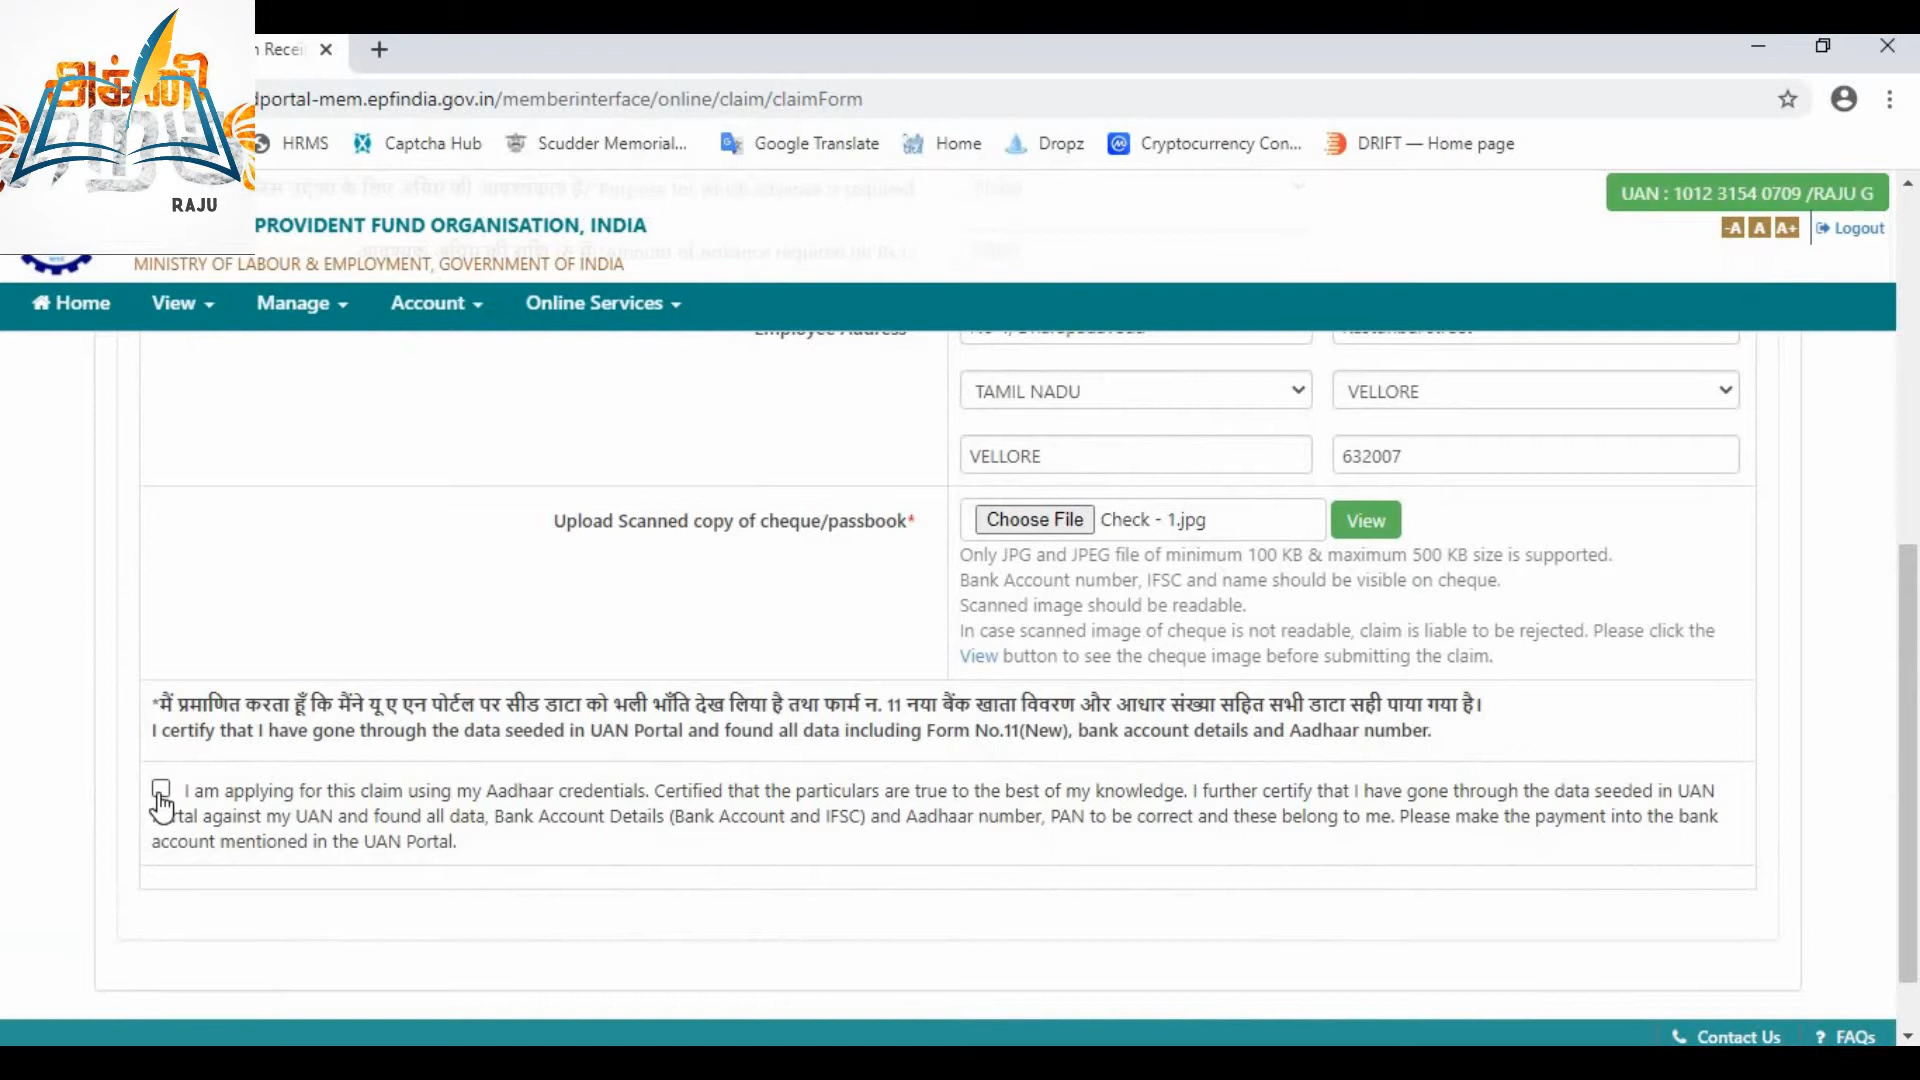 அக்னி
சிறகு
RAJU
n Recei
dportal-mem.epfindia.gov.in/memberinterface/online/claim/claimForm
HRMS
Captcha Hub
Scudder Memorial...
Google Translate
Home
Dropz
Cryptocurrency Con...
DRIFT — Home page
UAN : 1012 3154 0709 /RAJU G
PROVIDENT FUND ORGANISATION, INDIA
-A A A+ Logout
MINISTRY OF LABOUR & EMPLOYMENT, GOVERNMENT OF INDIA
Home View Manage Account Online Services
Employee Address
TAMIL NADU VELLORE
VELLORE 632007
Upload Scanned copy of cheque/passbook* Choose File Check - 1.jpg View
Only JPG and JPEG file of minimum 100 KB & maximum 500 KB size is supported.
Bank Account number, IFSC and name should be visible on cheque.
Scanned image should be readable.
In case scanned image of cheque is not readable, claim is liable to be rejected. Please click the
View button to see the cheque image before submitting the claim.
*मैं प्रमाणित करता हूँ कि मैंने यू ए एन पोर्टल पर सीड डाटा को भली भाँति देख लिया है तथा फार्म न. 11 नया बैंक खाता विवरण और आधार संख्या सहित सभी डाटा सही पाया गया है।
I certify that I have gone through the data seeded in UAN Portal and found all data including Form No.11(New), bank account details and Aadhaar number.
I am applying for this claim using my Aadhaar credentials. Certified that the particulars are true to the best of my knowledge. I further certify that I have gone through the data seeded in UAN
rtal against my UAN and found all data, Bank Account Details (Bank Account and IFSC) and Aadhaar number, PAN to be correct and these belong to me. Please make the payment into the bank
account mentioned in the UAN Portal.
Contact Us ? FAQs